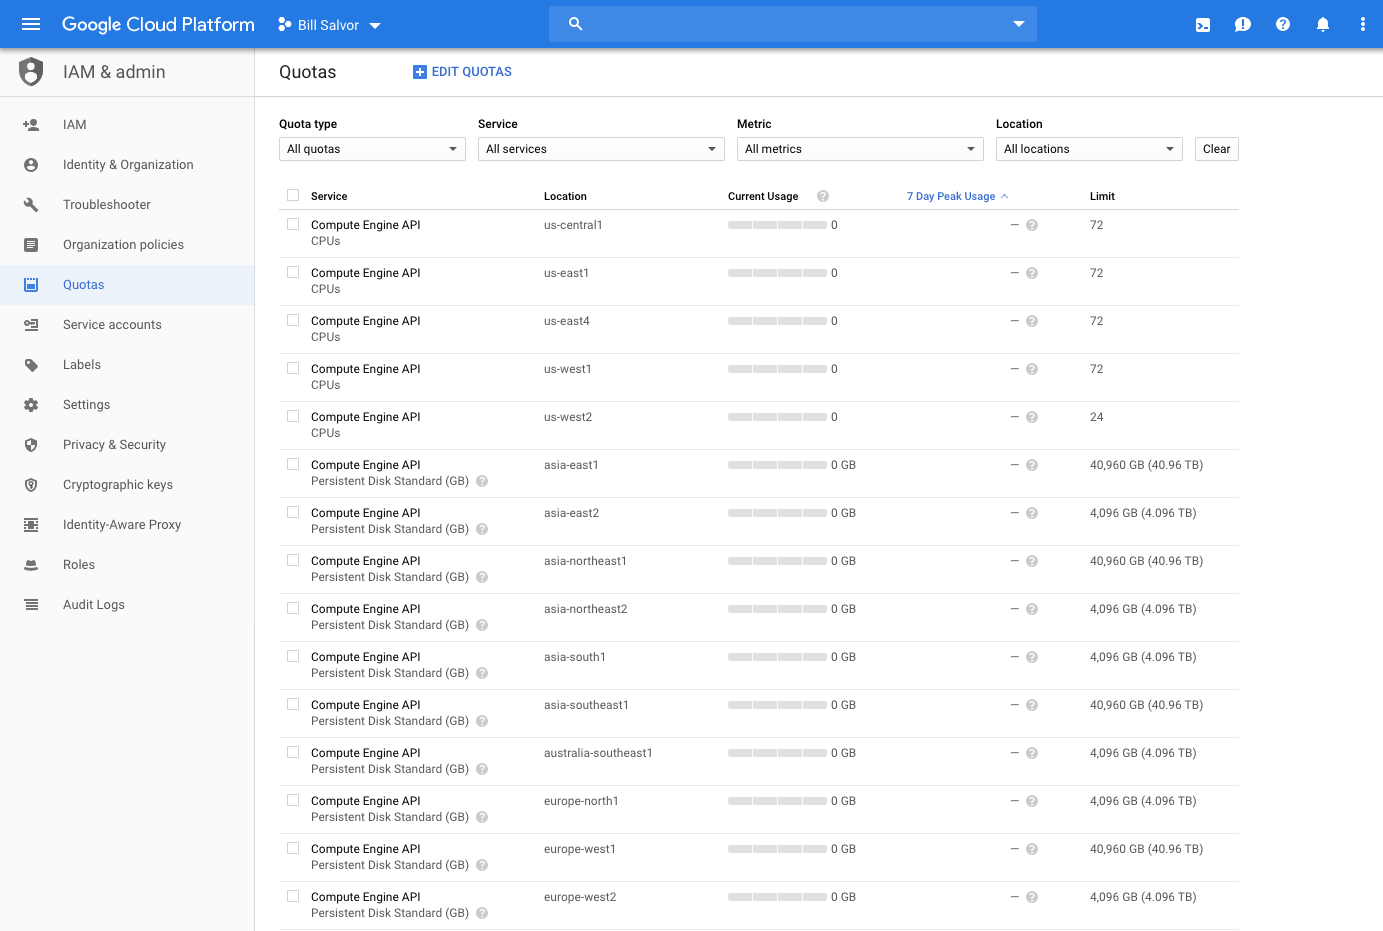 Google Cloud Platform
Bill Salvor
IAM & admin
Quotas
EDIT QUOTAS
IAM
Identity & Organization
Troubleshooter
Organization policies
Quotas
Service accounts
Labels
Settings
Privacy & Security
Cryptographic keys
Identity-Aware Proxy
Roles
Audit Logs
Quota type Service Metric Location
All quotas All services All metrics All locations Clear
Service Location Current Usage 7 Day Peak Usage Limit
Compute Engine API us-central1 0 – 72
CPUs
Compute Engine API us-east1 0 – 72
CPUs
Compute Engine API us-east4 0 – 72
CPUs
Compute Engine API us-west1 0 – 72
CPUs
Compute Engine API us-west2 0 – 24
CPUs
Compute Engine API asia-east1 0 GB – 40,960 GB (40.96 TB)
Persistent Disk Standard (GB)
Compute Engine API asia-east2 0 GB – 4,096 GB (4.096 TB)
Persistent Disk Standard (GB)
Compute Engine API asia-northeast1 0 GB – 40,960 GB (40.96 TB)
Persistent Disk Standard (GB)
Compute Engine API asia-northeast2 0 GB – 4,096 GB (4.096 TB)
Persistent Disk Standard (GB)
Compute Engine API asia-south1 0 GB – 4,096 GB (4.096 TB)
Persistent Disk Standard (GB)
Compute Engine API asia-southeast1 0 GB – 40,960 GB (40.96 TB)
Persistent Disk Standard (GB)
Compute Engine API australia-southeast1 0 GB – 4,096 GB (4.096 TB)
Persistent Disk Standard (GB)
Compute Engine API europe-north1 0 GB – 4,096 GB (4.096 TB)
Persistent Disk Standard (GB)
Compute Engine API europe-west1 0 GB – 40,960 GB (40.96 TB)
Persistent Disk Standard (GB)
Compute Engine API europe-west2 0 GB – 4,096 GB (4.096 TB)
Persistent Disk Standard (GB)